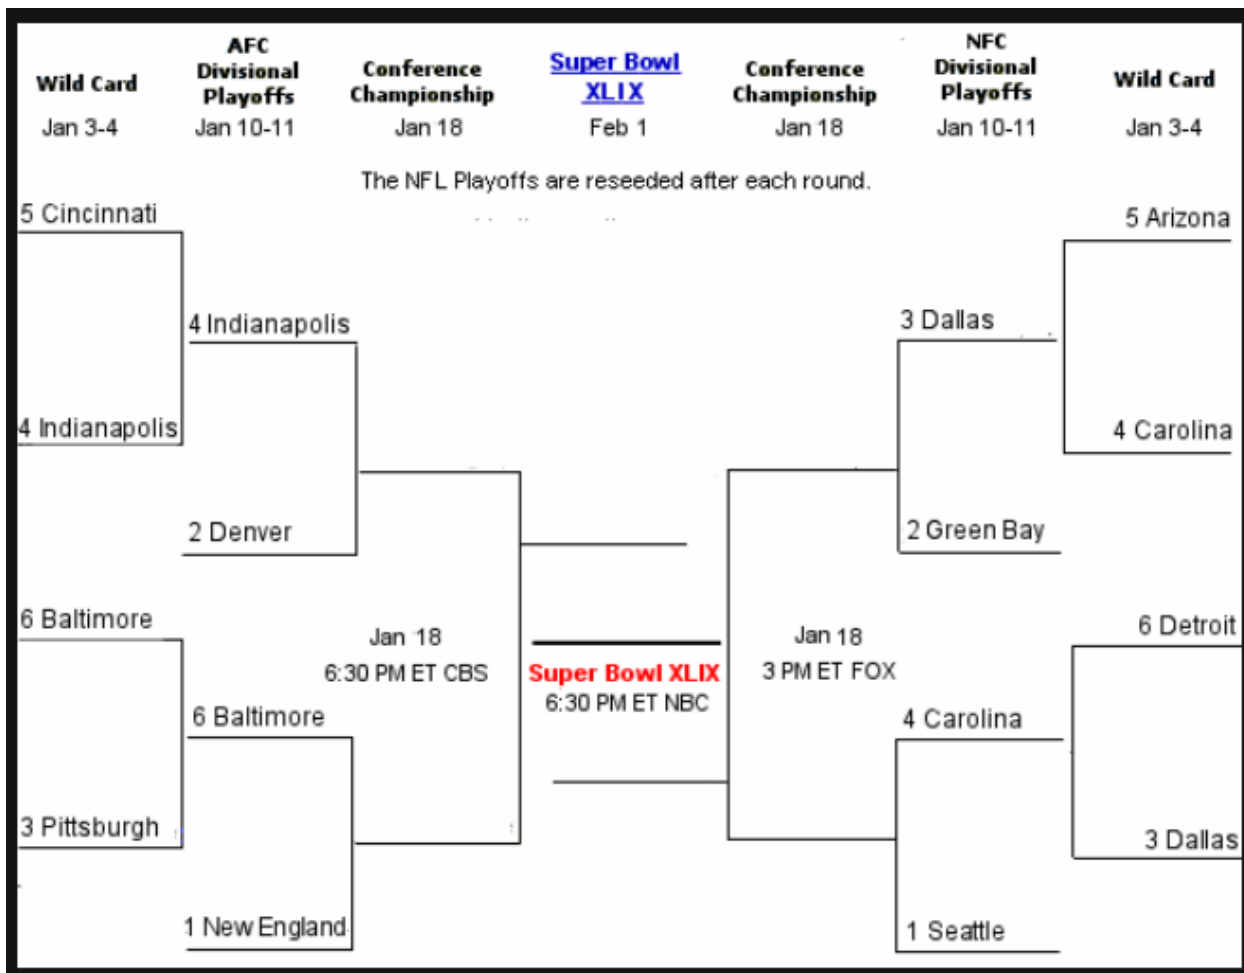 Wild Card
Jan 3-4
AFC
Divisional
Playoffs
Jan 10-11
Conference
Championship
Jan 18
Super Bowl
XLIX
Feb 1
Conference
Championship
Jan 18
NFC
Divisional
Playoffs
Jan 10-11
Wild Card
Jan 3-4
The NFL Playoffs are reseeded after each round.
5 Cincinnati
4 Indianapolis
6 Baltimore
3 Pittsburgh
4 Indianapolis
2 Denver
6 Baltimore
1 New England
Jan 18
6:30 PM ET CBS
Super Bowl XLIX
6:30 PM ET NBC
Jan 18
3 PM ET FOX
3 Dallas
2 Green Bay
4 Carolina
1 Seattle
5 Arizona
4 Carolina
6 Detroit
3 Dallas